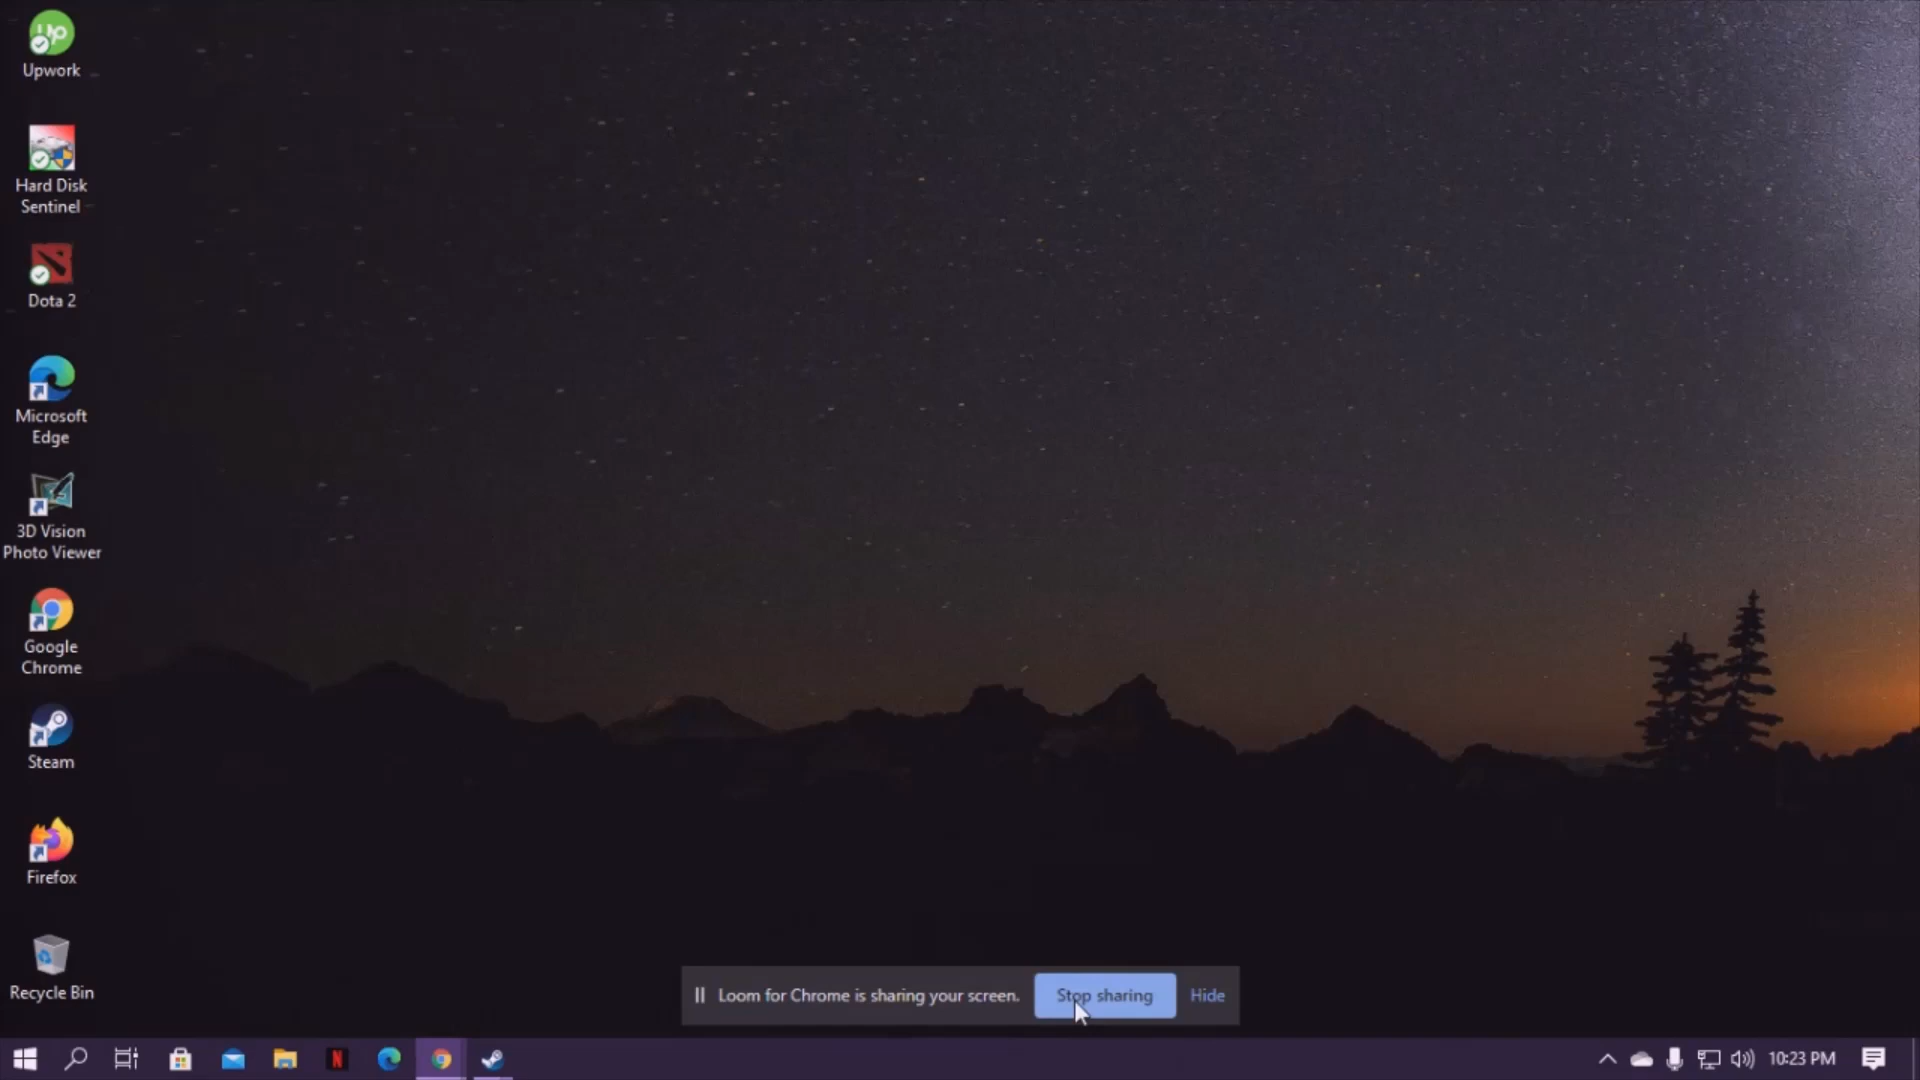 Up
Upwork
Hard Disk
Sentinel
Dota 2
Microsoft
Edge
3D Vision
Photo Viewer
Google
Chrome
Steam
Firefox
Recycle Bin
Loom for Chrome is sharing your screen.
Stop sharing
Hide
N
10:23 PM